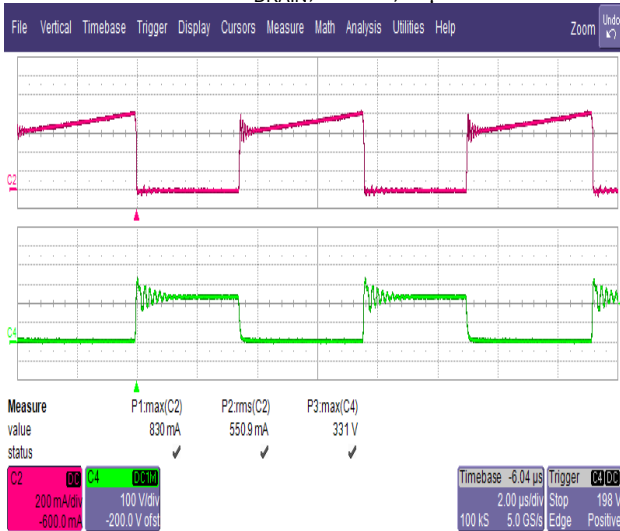 File Vertical Timebase Trigger Display Cursors Measure Math Analysis Utilities Help Zoom Undo
C2
C4
Measure P1:max(C2) P2:rms(C2) P3:max(C4)
value 830 mA 550.9 mA 331 V
status ✓ ✓ ✓
C2 DC C4 DC1M Timebase -6.04 µs Trigger C4 DC
200 mA/div 100 V/div 2.00 µs/div Stop 198 V
-600.0 mA -200.0 V ofst 100 kS 5.0 GS/s Edge Positive